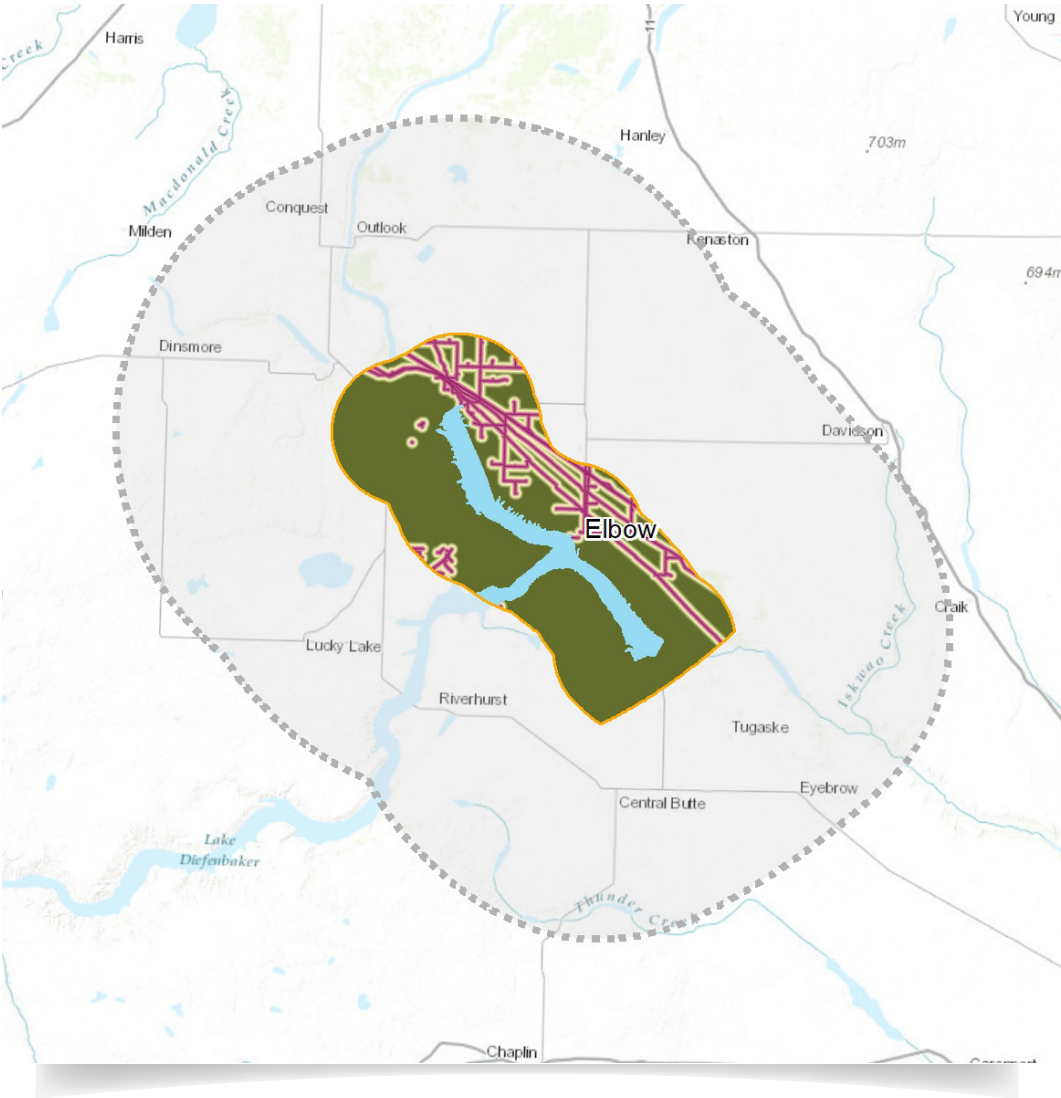 Young
Harris
Creek
11
Hanley
703m
Macdonald Creek
Conquest
Outlook
Milden
Kenaston
694m
Dinsmore
Davidson
Elbow
Craik
Iskwao Creek
Lucky Lake
Riverhurst
Tugaske
Eyebrow
Central Butte
Lake
Diefenbaker
Thunder Creek
Chaplin